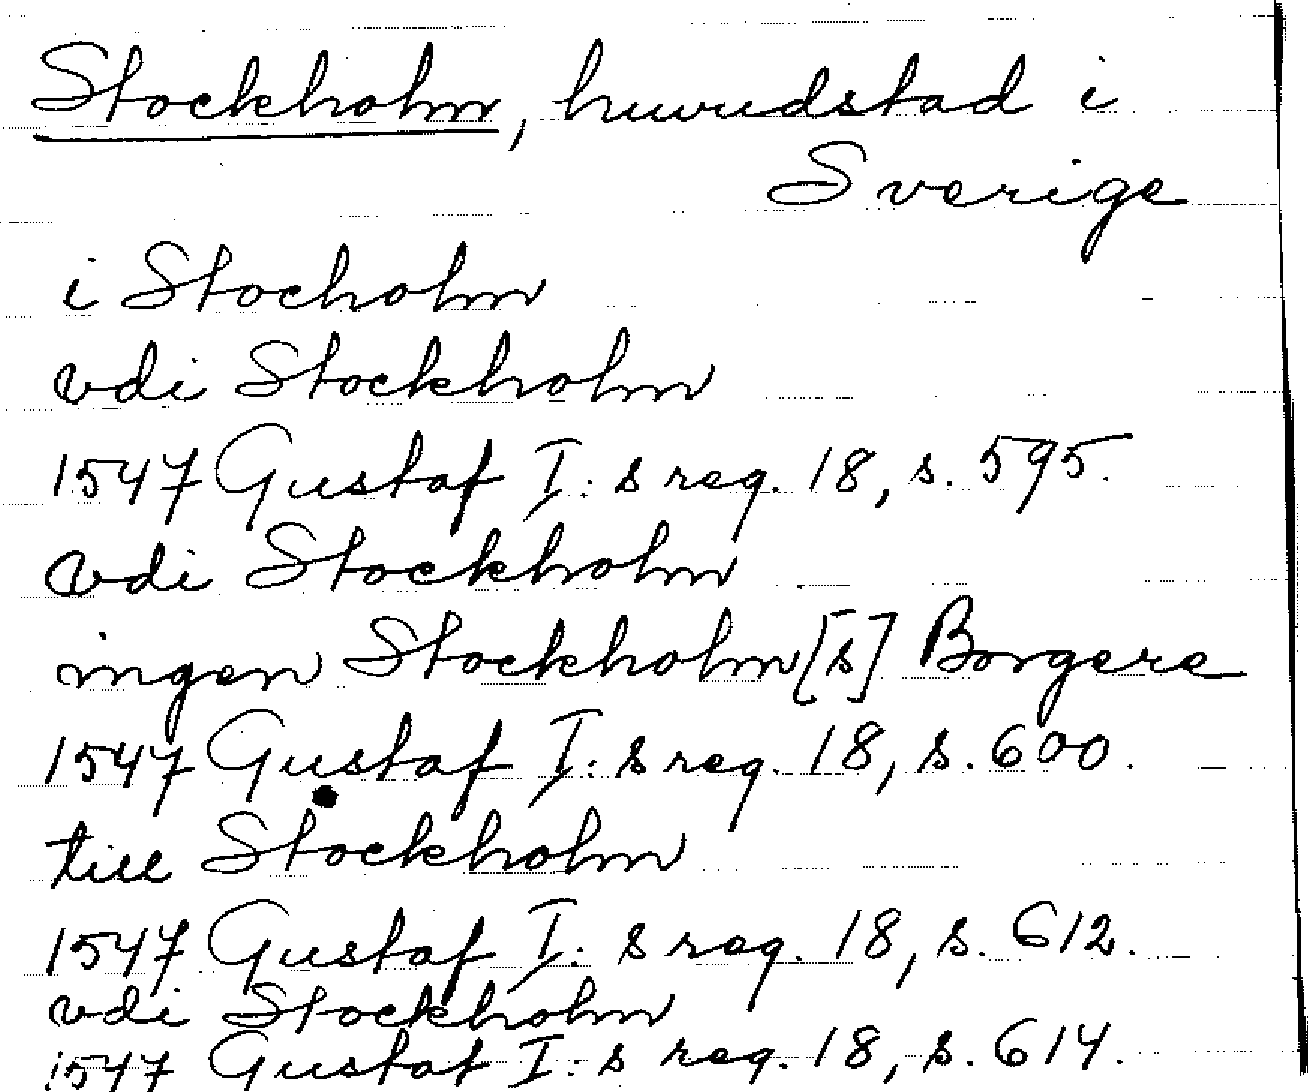 Stockholm, huvudstad i
Sverige
i Stocholm
vdi Stockholm
1547 Gustaf I:s reg. 18, s. 595.
vdi Stockholm
ingen Stockholm[s] Borgere
1547 Gustaf I:s reg. 18, s. 600.
till Stockholm
1547 Gustaf I:s reg. 18, s. 612.
vdi Stockholm
1547 Gustaf I:s reg. 18, s. 614.